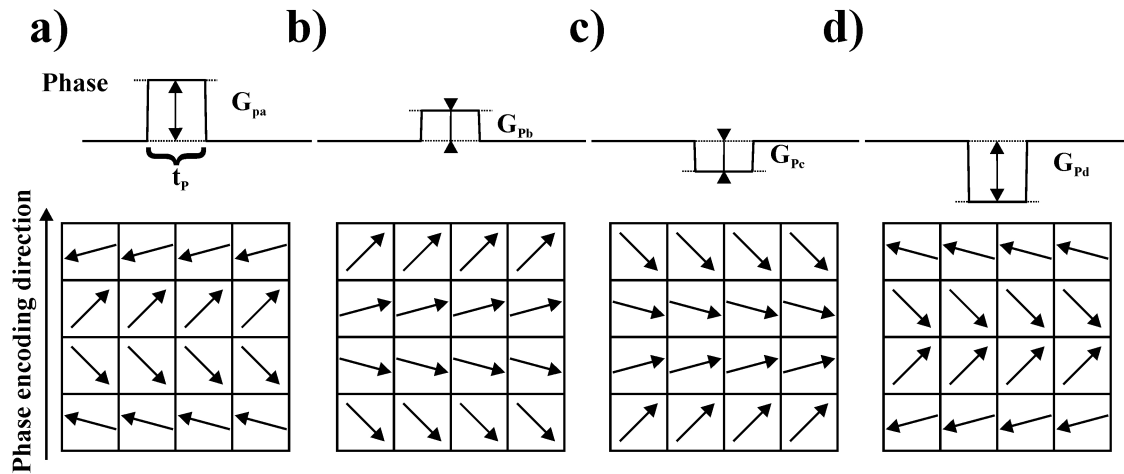 a)
b)
c)
d)
Phase
G_pa
G_Pb
G_Pc
G_Pd
t_P
Phase encoding direction